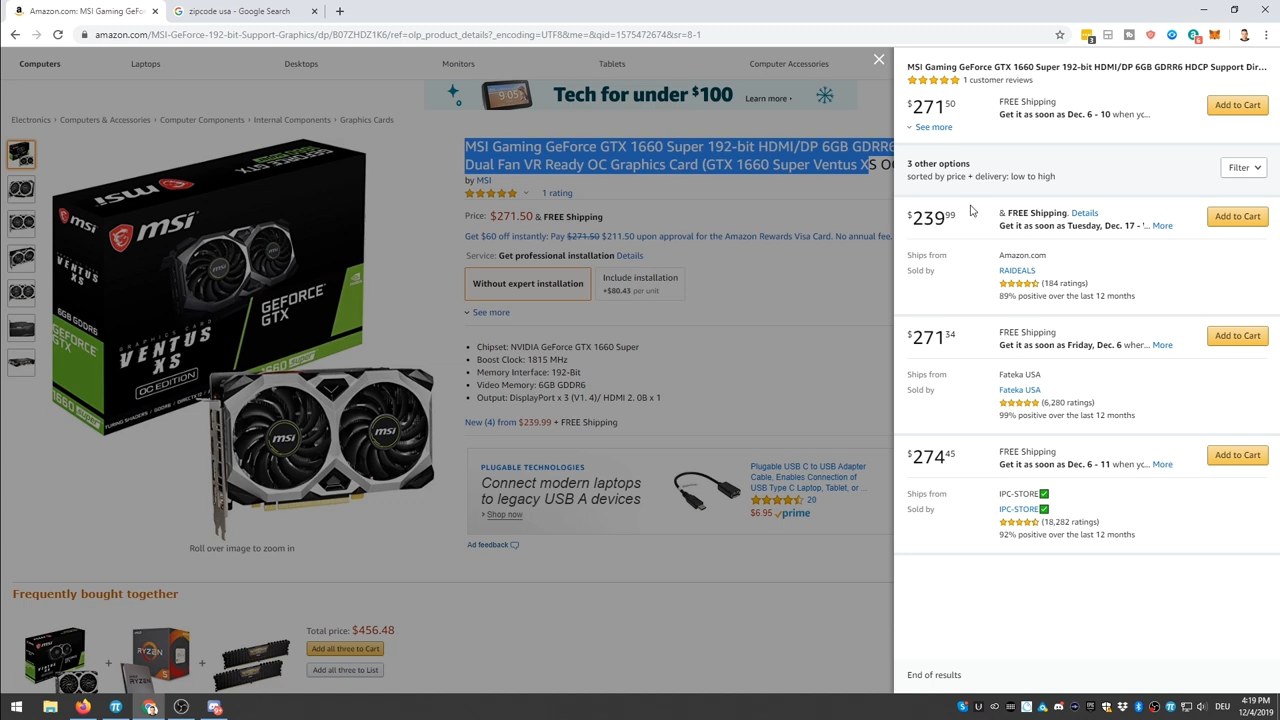 Amazon.com: MSI Gaming GeFor
zipcode usa - Google Search
amazon.com/MSI-GeForce-192-bit-Support-Graphics/dp/B07ZHDZ1K6/ref=olp_product_details?_encoding=UTF8&me=&qid=1575472674&sr=8-1
Computers
Laptops
Desktops
Monitors
Tablets
Computer Accessories
9:05
Tech for under $100
Learn more
Electronics › Computers & Accessories › Computer Components › Internal Components › Graphics Cards
MSI Gaming GeForce GTX 1660 Super 192-bit HDMI/DP 6GB GDRR6
Dual Fan VR Ready OC Graphics Card (GTX 1660 Super Ventus XS OC
by MSI
1 rating
Price: $271.50 & FREE Shipping
Get $60 off instantly: Pay $271.50 $211.50 upon approval for the Amazon Rewards Visa Card. No annual fee.
Service: Get professional installation Details
Without expert installation
Include installation
+$80.43 per unit
See more
• Chipset: NVIDIA GeForce GTX 1660 Super
• Boost Clock: 1815 MHz
• Memory Interface: 192-Bit
• Video Memory: 6GB GDDR6
• Output: DisplayPort x 3 (V1. 4)/ HDMI 2. 0B x 1
New (4) from $239.99 + FREE Shipping
PLUGABLE TECHNOLOGIES
Connect modern laptops
to legacy USB A devices
› Shop now
Plugable USB C to USB Adapter
Cable, Enables Connection of
USB Type C Laptop, Tablet, or ...
20
$6.95 prime
Ad feedback
msi
msi
GEFORCE
GTX
VENTUS
XS
OC EDITION
6GB GDDR6
GEFORCE
GTX
1660 SUPER
VENTUS XS
msi
msi
Roll over image to zoom in
Frequently bought together
RYZEN
Total price: $456.48
Add all three to Cart
Add all three to List
MSI Gaming GeForce GTX 1660 Super 192-bit HDMI/DP 6GB GDRR6 HDCP Support Dir...
1 customer reviews
$271 50
FREE Shipping
Get it as soon as Dec. 6 - 10 when yc...
See more
Add to Cart
3 other options
sorted by price + delivery: low to high
Filter
$239 99
& FREE Shipping. Details
Get it as soon as Tuesday, Dec. 17 - '... More
Add to Cart
Ships from Amazon.com
Sold by RAIDEALS
(184 ratings)
89% positive over the last 12 months
$271 34
FREE Shipping
Get it as soon as Friday, Dec. 6 wher... More
Add to Cart
Ships from Fateka USA
Sold by Fateka USA
(6,280 ratings)
99% positive over the last 12 months
$274 45
FREE Shipping
Get it as soon as Dec. 6 - 11 when yc... More
Add to Cart
Ships from IPC-STORE✅
Sold by IPC-STORE✅
(18,282 ratings)
92% positive over the last 12 months
End of results
DEU
4:19 PM
12/4/2019